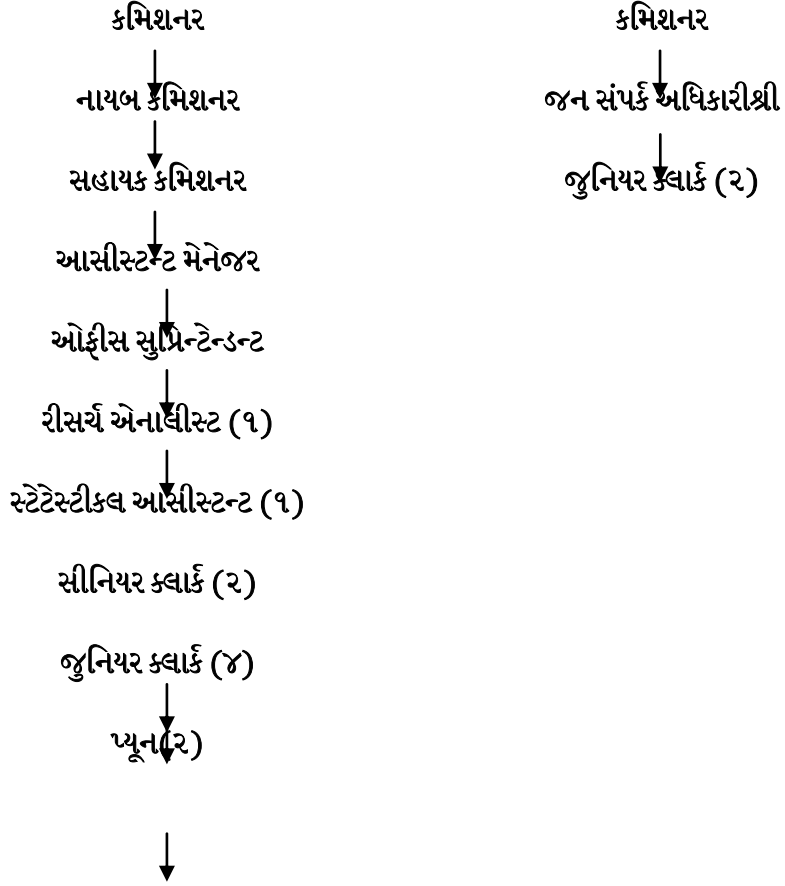 કમિશનર
નાયબ કમિશનર
સહાયક કમિશનર
આસીસ્ટન્ટ મેનેજર
ઓફીસ સુપ્રિન્ટેન્ડન્ટ
રીસર્ચ એનાલીસ્ટ (૧)
સ્ટેટેસ્ટીકલ આસીસ્ટન્ટ (૧)
સીનિયર ક્લાર્ક (૨)
જુનિયર ક્લાર્ક (૪)
પ્યૂન(૨)
કમિશનર
જન સંપર્ક અધિકારીશ્રી
જુનિયર ક્લાર્ક (૨)